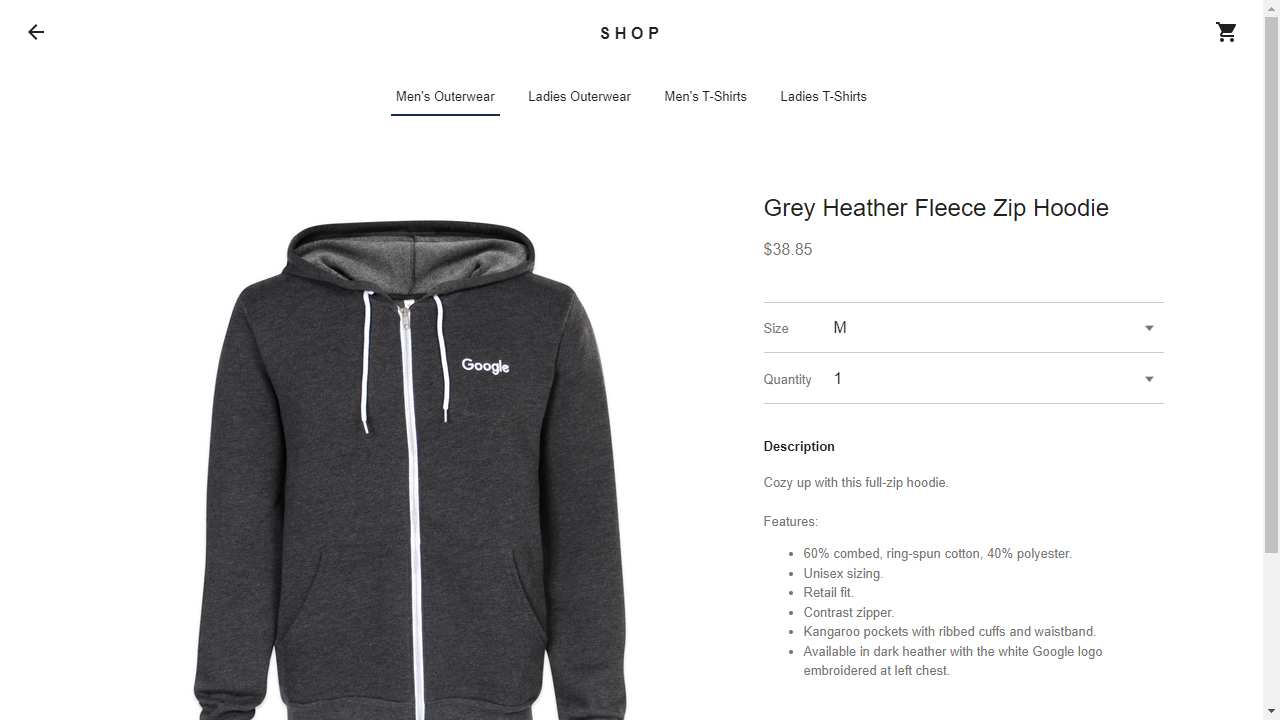 SHOP
Men's Outerwear
Ladies Outerwear
Men's T-Shirts
Ladies T-Shirts
Google
Grey Heather Fleece Zip Hoodie
$38.85
Size M
Quantity 1
Description
Cozy up with this full-zip hoodie.
Features:
60% combed, ring-spun cotton, 40% polyester.
Unisex sizing.
Retail fit.
Contrast zipper.
Kangaroo pockets with ribbed cuffs and waistband.
Available in dark heather with the white Google logo
embroidered at left chest.